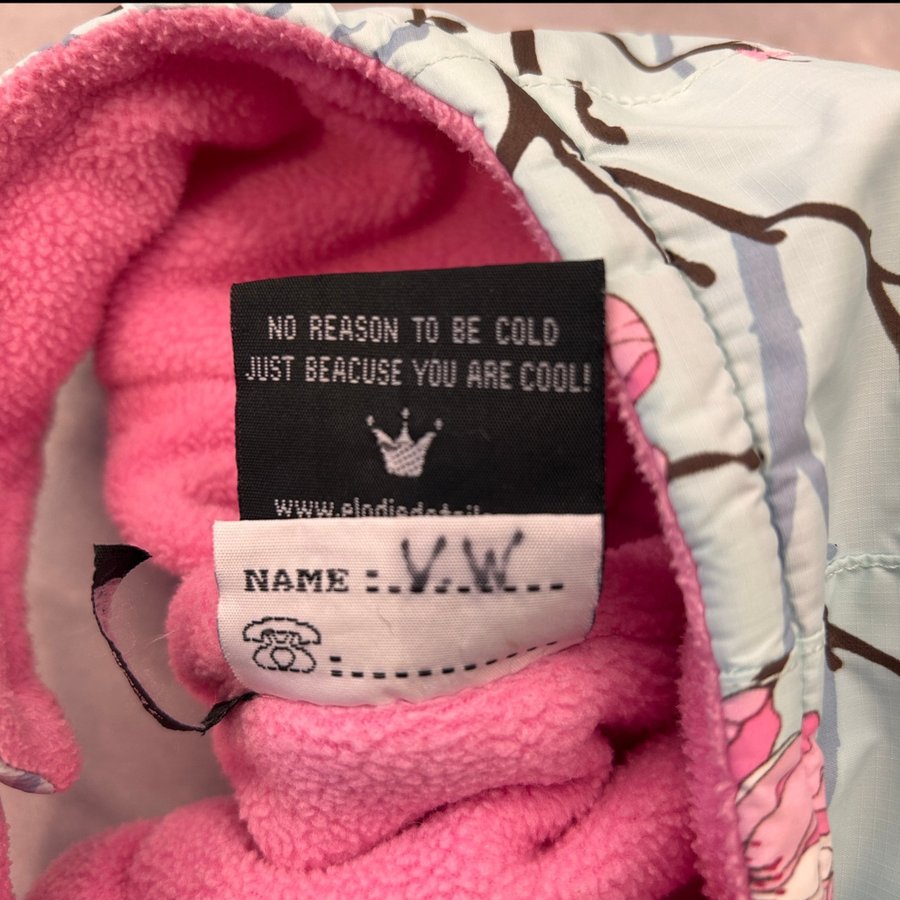 NO REASON TO BE COLD
JUST BEACUSE YOU ARE COOL!
NAME : V.W